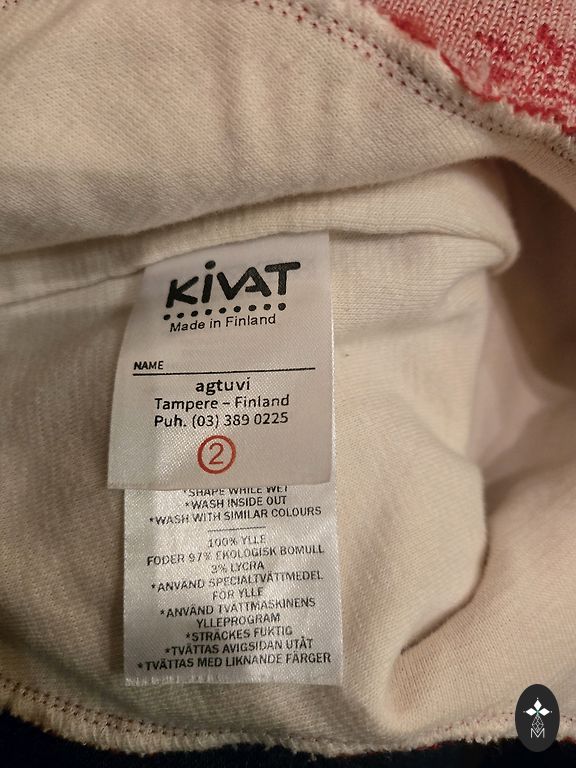 KiVAT
Made in Finland
NAME
agtuvi
Tampere – Finland
Puh. (03) 389 0225
2
*SHAPE WHILE WET
*WASH INSIDE OUT
*WASH WITH SIMILAR COLOURS
100% YLLE
FODER 97% EKOLOGISK BOMULL
3% LYCRA
*ANVÄND SPECIALTVÄTTMEDEL
FÖR YLLE
*ANVÄND TVÄTTMASKINENS
YLLEPROGRAM
*STRÄCKES FUKTIG
*TVÄTTAS AVIGSIDAN UTÅT
*TVÄTTAS MED LIKNANDE FÄRGER
M